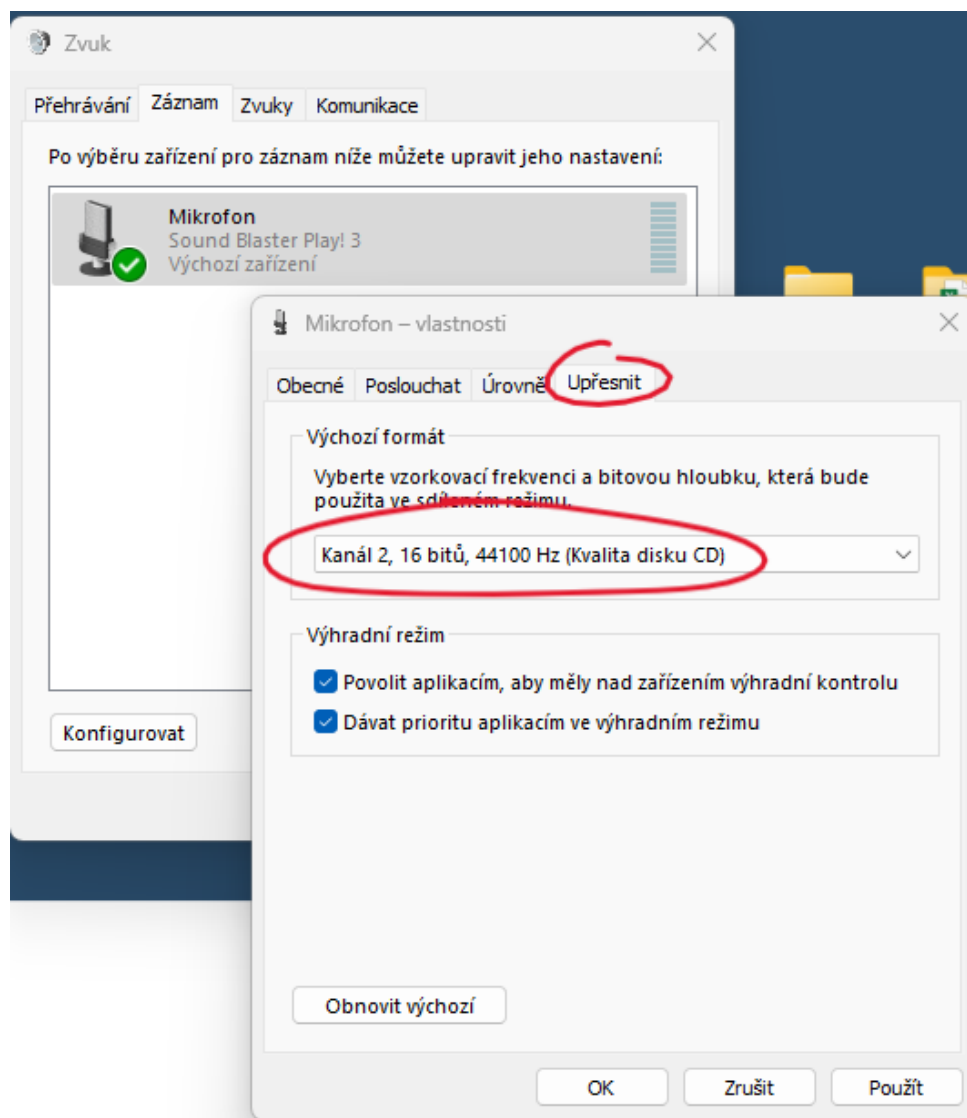 Zvuk
Přehrávání Záznam Zvuky Komunikace
Po výběru zařízení pro záznam níže můžete upravit jeho nastavení:
Mikrofon
Sound Blaster Play! 3
Výchozí zařízení
Konfigurovat
Mikrofon – vlastnosti
Obecné Poslouchat Úrovně Upřesnit
Výchozí formát
Vyberte vzorkovací frekvenci a bitovou hloubku, která bude
použita ve sdíleném režimu.
Kanál 2, 16 bitů, 44100 Hz (Kvalita disku CD)
Výhradní režim
Povolit aplikacím, aby měly nad zařízením výhradní kontrolu
Dávat prioritu aplikacím ve výhradním režimu
Obnovit výchozí
OK Zrušit Použít